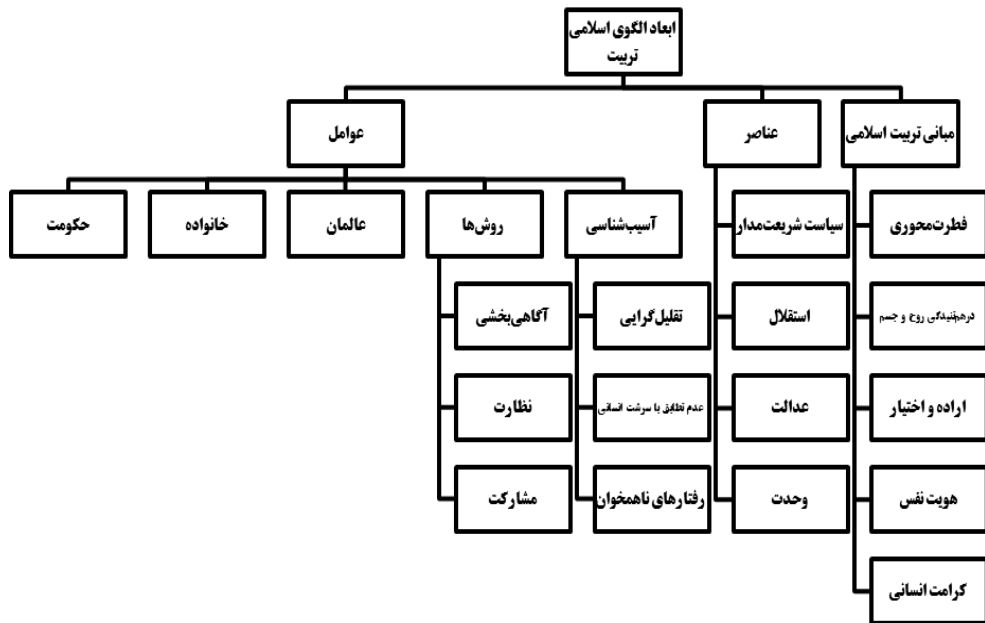 ابعاد الگوی اسلامی
تربیت
مبانی تربیت اسلامی
عناصر
عوامل
فطرت‌محوری
سیاست شریعت‌مدار
آسیب‌شناسی
روش‌ها
عالمان
خانواده
حکومت
درهم‌تنیدگی روح و جسم
استقلال
تقلیل‌گرایی
آگاهی‌بخشی
اراده و اختیار
عدالت
عدم تطابق با سرشت انسانی
نظارت
هویت نفس
وحدت
رفتارهای ناهمخوان
مشارکت
کرامت انسانی